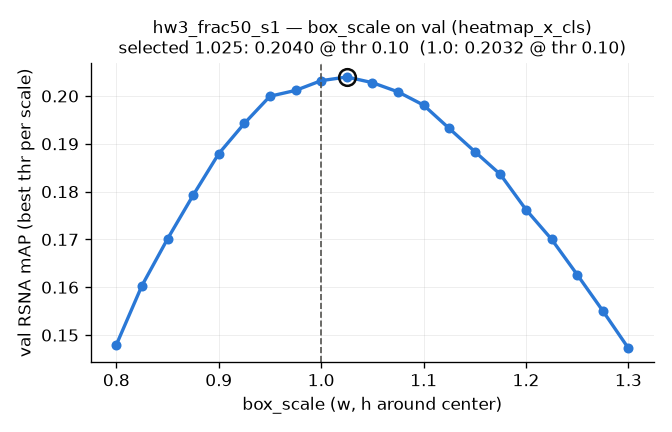 hw3_frac50_s1 — box_scale on val (heatmap_x_cls)
selected 1.025: 0.2040 @ thr 0.10  (1.0: 0.2032 @ thr 0.10)
val RSNA mAP (best thr per scale)
0.20
0.19
0.18
0.17
0.16
0.15
0.8 0.9 1.0 1.1 1.2 1.3
box_scale (w, h around center)